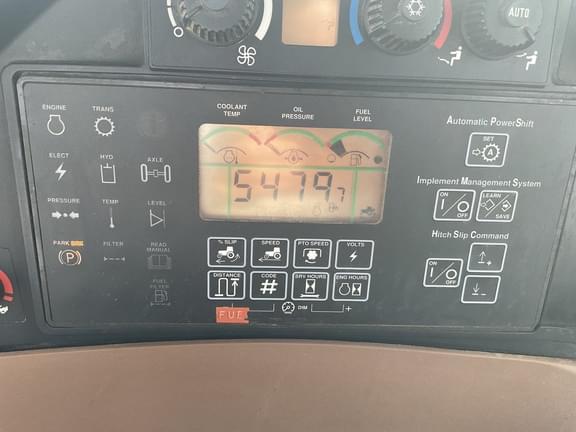 AUTO
COOLANT TEMP
OIL PRESSURE
FUEL LEVEL
ENGINE
TRANS
ELECT
HYD
AXLE
PRESSURE
TEMP
LEVEL
PARK
P
FILTER
READ MANUAL
FUEL FILTER
54797
% SLIP
SPEED
PTO SPEED
VOLTS
DISTANCE
CODE
#
SRV HOURS
ENG HOURS
- DIM +
FUE
Automatic PowerShift
SET
A
Implement Management System
ON / OFF
LEARN
SAVE
Hitch Slip Command
ON / OFF